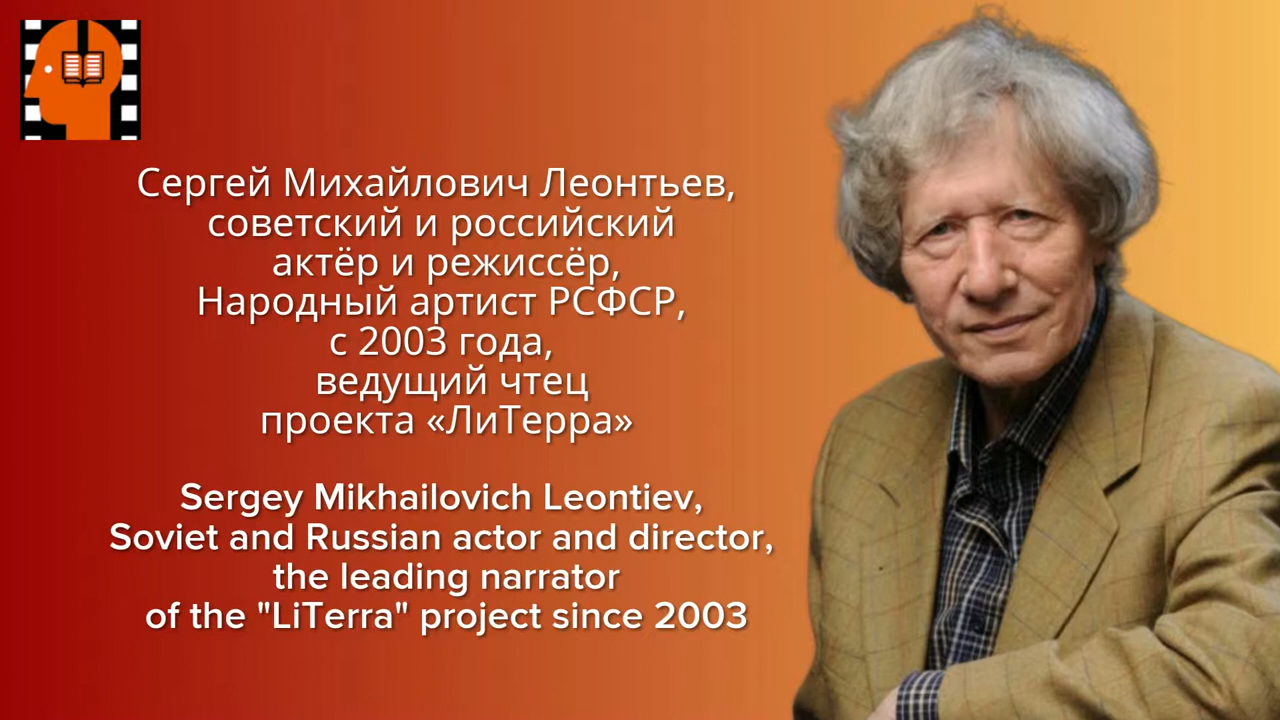 Сергей Михайлович Леонтьев,
советский и российский
актёр и режиссёр,
Народный артист РСФСР,
с 2003 года,
ведущий чтец
проекта «ЛиТерра»
Sergey Mikhailovich Leontiev,
Soviet and Russian actor and director,
the leading narrator
of the "LiTerra" project since 2003